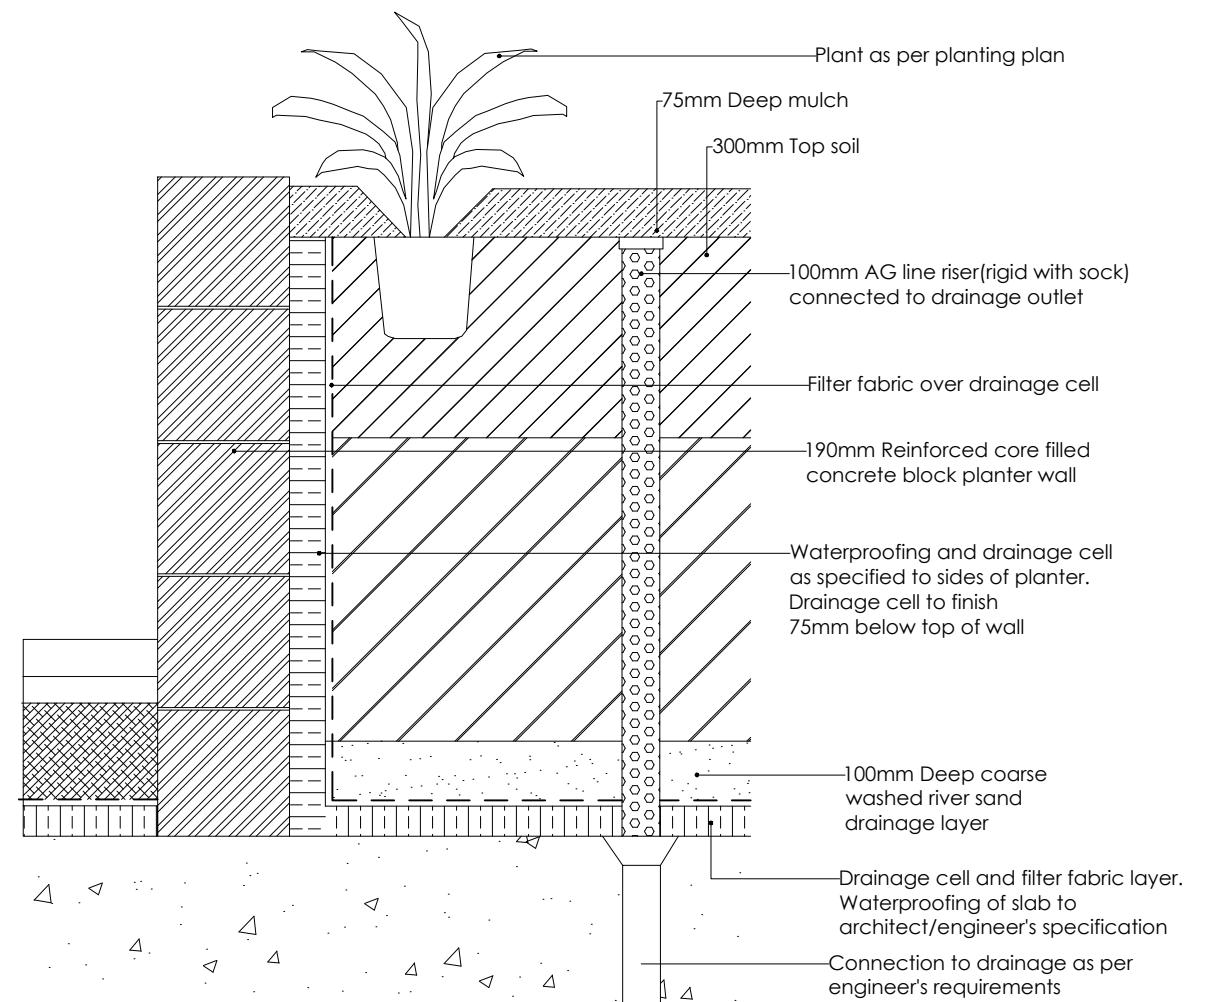 Plant as per planting plan
75mm Deep mulch
300mm Top soil
100mm AG line riser(rigid with sock)
connected to drainage outlet
Filter fabric over drainage cell
190mm Reinforced core filled
concrete block planter wall
Waterproofing and drainage cell
as specified to sides of planter.
Drainage cell to finish
75mm below top of wall
100mm Deep coarse
washed river sand
drainage layer
Drainage cell and filter fabric layer.
Waterproofing of slab to
architect/engineer's specification
Connection to drainage as per
engineer's requirements